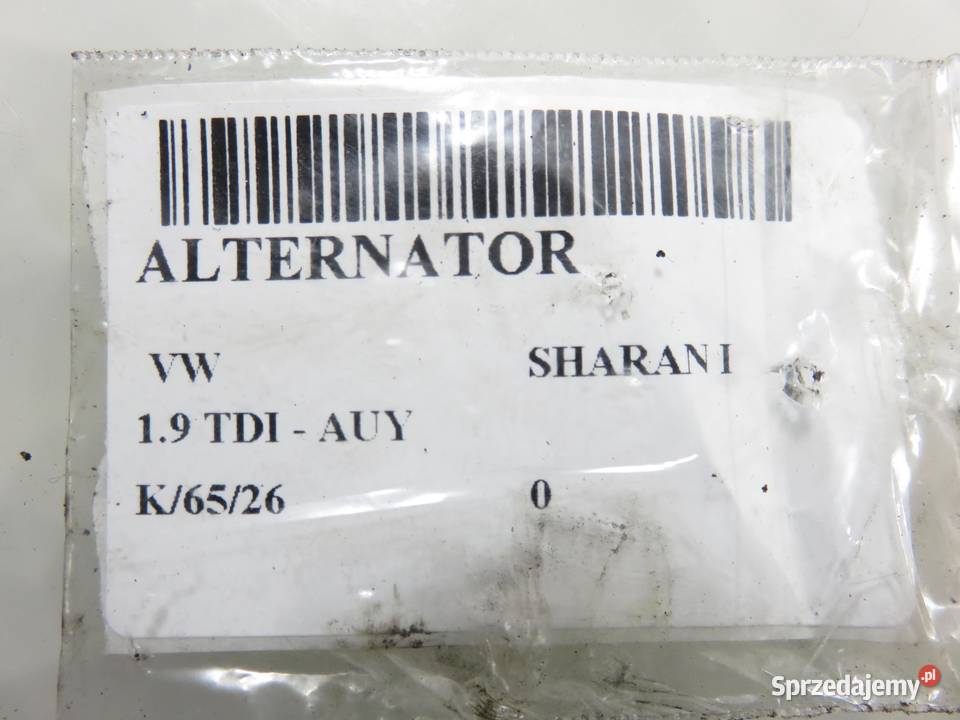 ALTERNATOR
VW SHARAN I
1.9 TDI - AUY
K/65/26 0
Sprzedajemy.pl